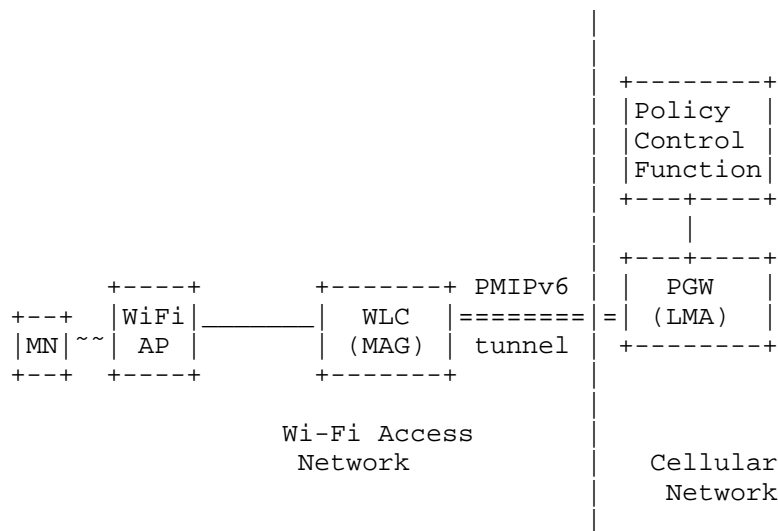 Policy
Control
Function
PMIPv6
PGW
WiFi
WLC
(LMA)
MN
AP
(MAG)
tunnel
Wi-Fi Access
Network
Cellular
Network